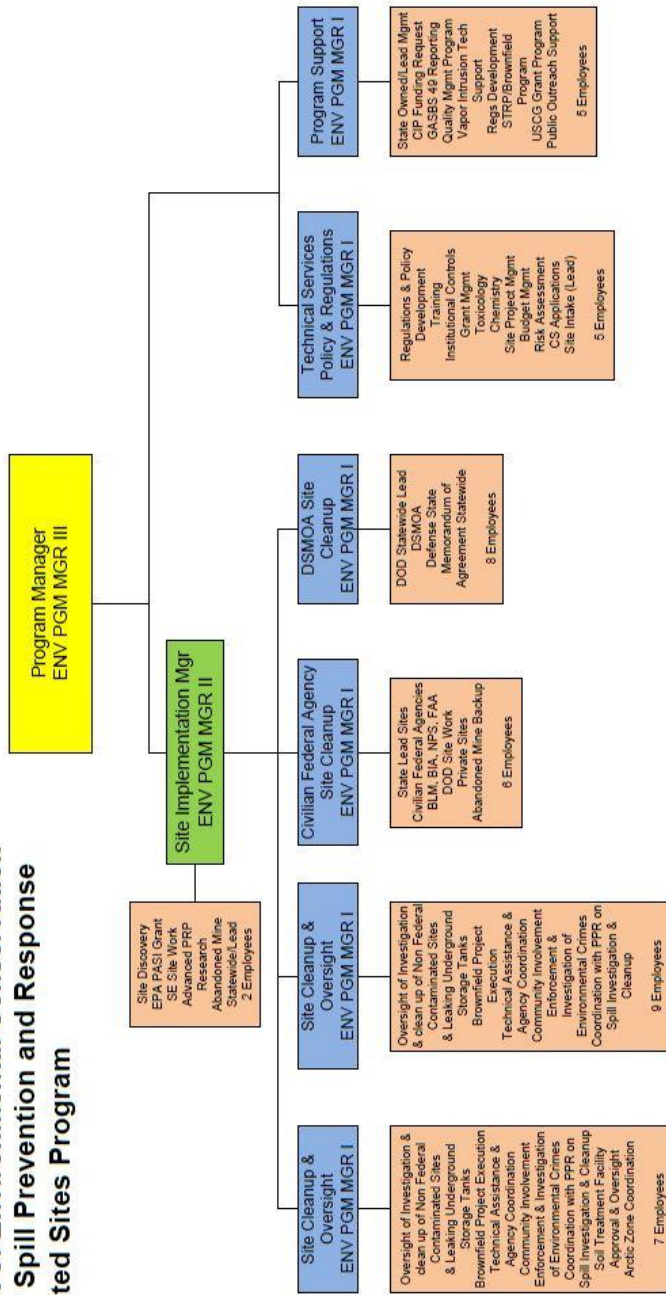 Environmental Conservation
Spill Prevention and Response
ted Sites Program
Program Manager
ENV PGM MGR III
Site Discovery
EPA PASI Grant
SE Site Work
Advanced PRP
Research
Abandoned Mine
Statewide/Lead
2 Employees
Site Implementation Mgr
ENV PGM MGR II
Site Cleanup &
Oversight
ENV PGM MGR I
Site Cleanup &
Oversight
ENV PGM MGR I
Civilian Federal Agency
Site Cleanup
ENV PGM MGR I
DSMOA Site
Cleanup
ENV PGM MGR I
Technical Services
Policy & Regulations
ENV PGM MGR I
Program Support
ENV PGM MGR I
Oversight of Investigation &
clean up of Non Federal
Contaminated Sites
& Leaking Underground
Storage Tanks
Brownfield Project Execution
Technical Assistance &
Agency Coordination
Community Involvement
Enforcement & Investigation
of Environmental Crimes
Coordination with PPR on
Spill Investigation & Cleanup
Soil Treatment Facility
Approval & Oversight
Arctic Zone Coordination
7 Employees
Oversight of Investigation
& clean up of Non Federal
Contaminated Sites
& Leaking Underground
Storage Tanks
Brownfield Project
Execution
Technical Assistance &
Agency Coordination
Community Involvement
Enforcement &
Investigation of
Environmental Crimes
Coordination with PPR on
Spill Investigation &
Cleanup
9 Employees
State Lead Sites
Civilian Federal Agencies
BLM, BIA, NPS, FAA
DOD Site Work
Private Sites
Abandoned Mine Backup
6 Employees
DOD Statewide Lead
DSMOA
Defense State
Memorandum of
Agreement Statewide
8 Employees
Regulations & Policy
Development
Training
Institutional Controls
Grant Mgmt
Toxicology
Chemistry
Site Project Mgmt
Budget Mgmt
Risk Assessment
CS Applications
Site Intake (Lead)
5 Employees
State Owned/Lead Mgmt
CIP Funding Request
GASBS 49 Reporting
Quality Mgmt Program
Vapor Intrusion Tech
Support
Regs Development
STRP/Brownfield
Program
USCG Grant Program
Public Outreach Support
5 Employees